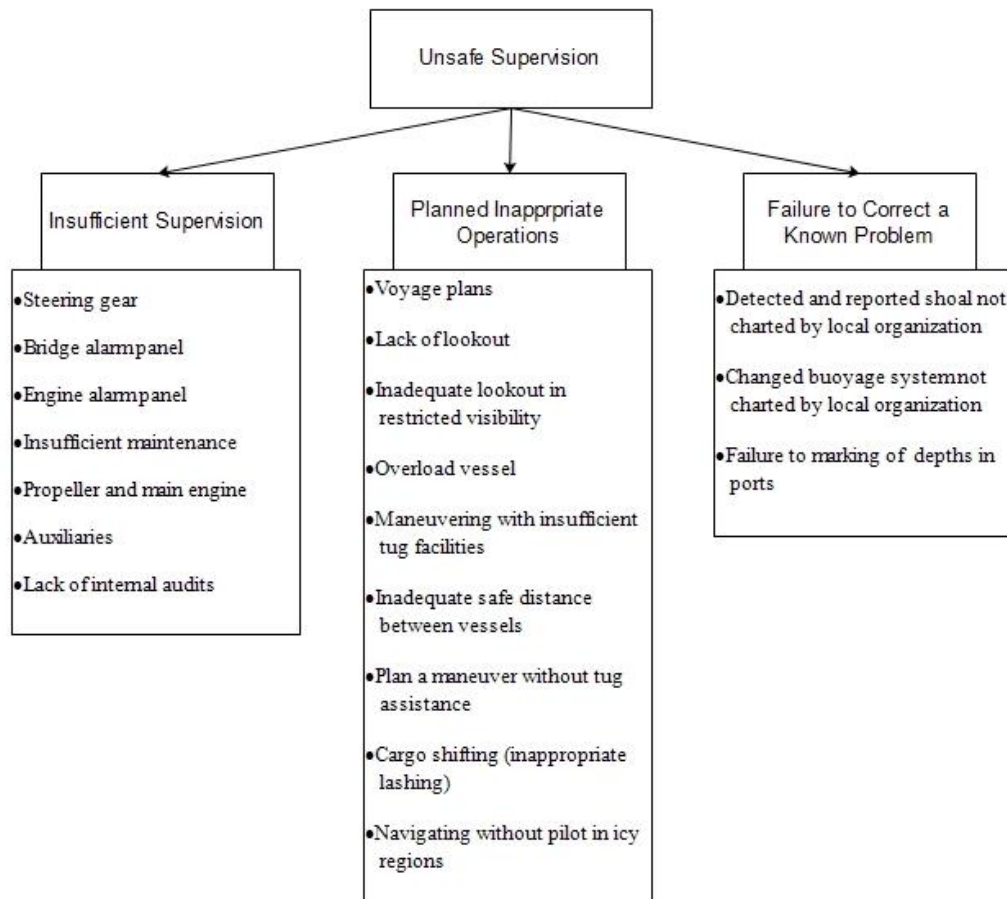 Unsafe Supervision
Insufficient Supervision
Planned Inapprpriate
Operations
Failure to Correct a
Known Problem
•Steering gear
•Bridge alarmpanel
•Engine alarmpanel
•Insufficient maintenance
•Propeller and main engine
•Auxiliaries
•Lack of internal audits
•Voyage plans
•Lack of lookout
•Inadequate lookout in
restricted visibility
•Overload vessel
•Maneuvering with insufficient
tug facilities
•Inadequate safe distance
between vessels
•Plan a maneuver without tug
assistance
•Cargo shifting (inappropriate
lashing)
•Navigating without pilot in icy
regions
•Detected and reported shoal not
charted by local organization
•Changed buoyage systemnot
charted by local organization
•Failure to marking of depths in
ports